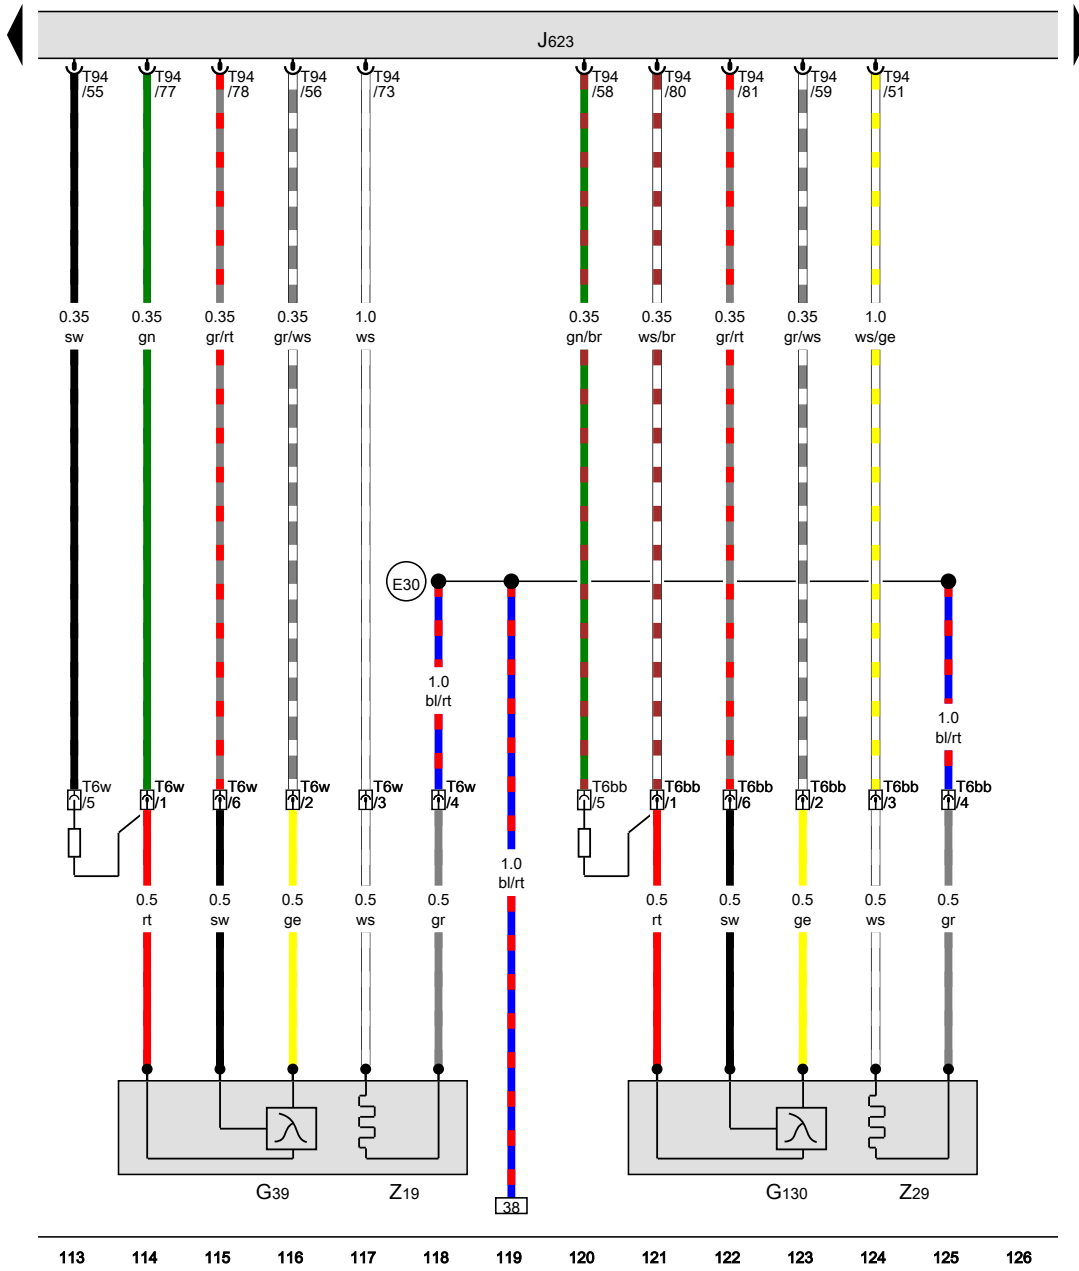 J623
T94 /55
T94 /77
T94 /78
T94 /56
T94 /73
T94 /58
T94 /80
T94 /81
T94 /59
T94 /51
0.35 0.35 0.35 0.35 1.0 0.35 0.35 0.35 0.35 1.0
sw gn gr/rt gr/ws ws gn/br ws/br gr/rt gr/ws ws/ge
E30
1.0
bl/rt
1.0
bl/rt
T6w /5
T6w /1
T6w /6
T6w /2
T6w /3
T6w /4
T6bb /5
T6bb /1
T6bb /6
T6bb /2
T6bb /3
T6bb /4
1.0
bl/rt
0.5 0.5 0.5 0.5 0.5 0.5 0.5 0.5 0.5 0.5
rt sw ge ws gr rt sw ge ws gr
G39 Z19 G130 Z29
38
113 114 115 116 117 118 119 120 121 122 123 124 125 126